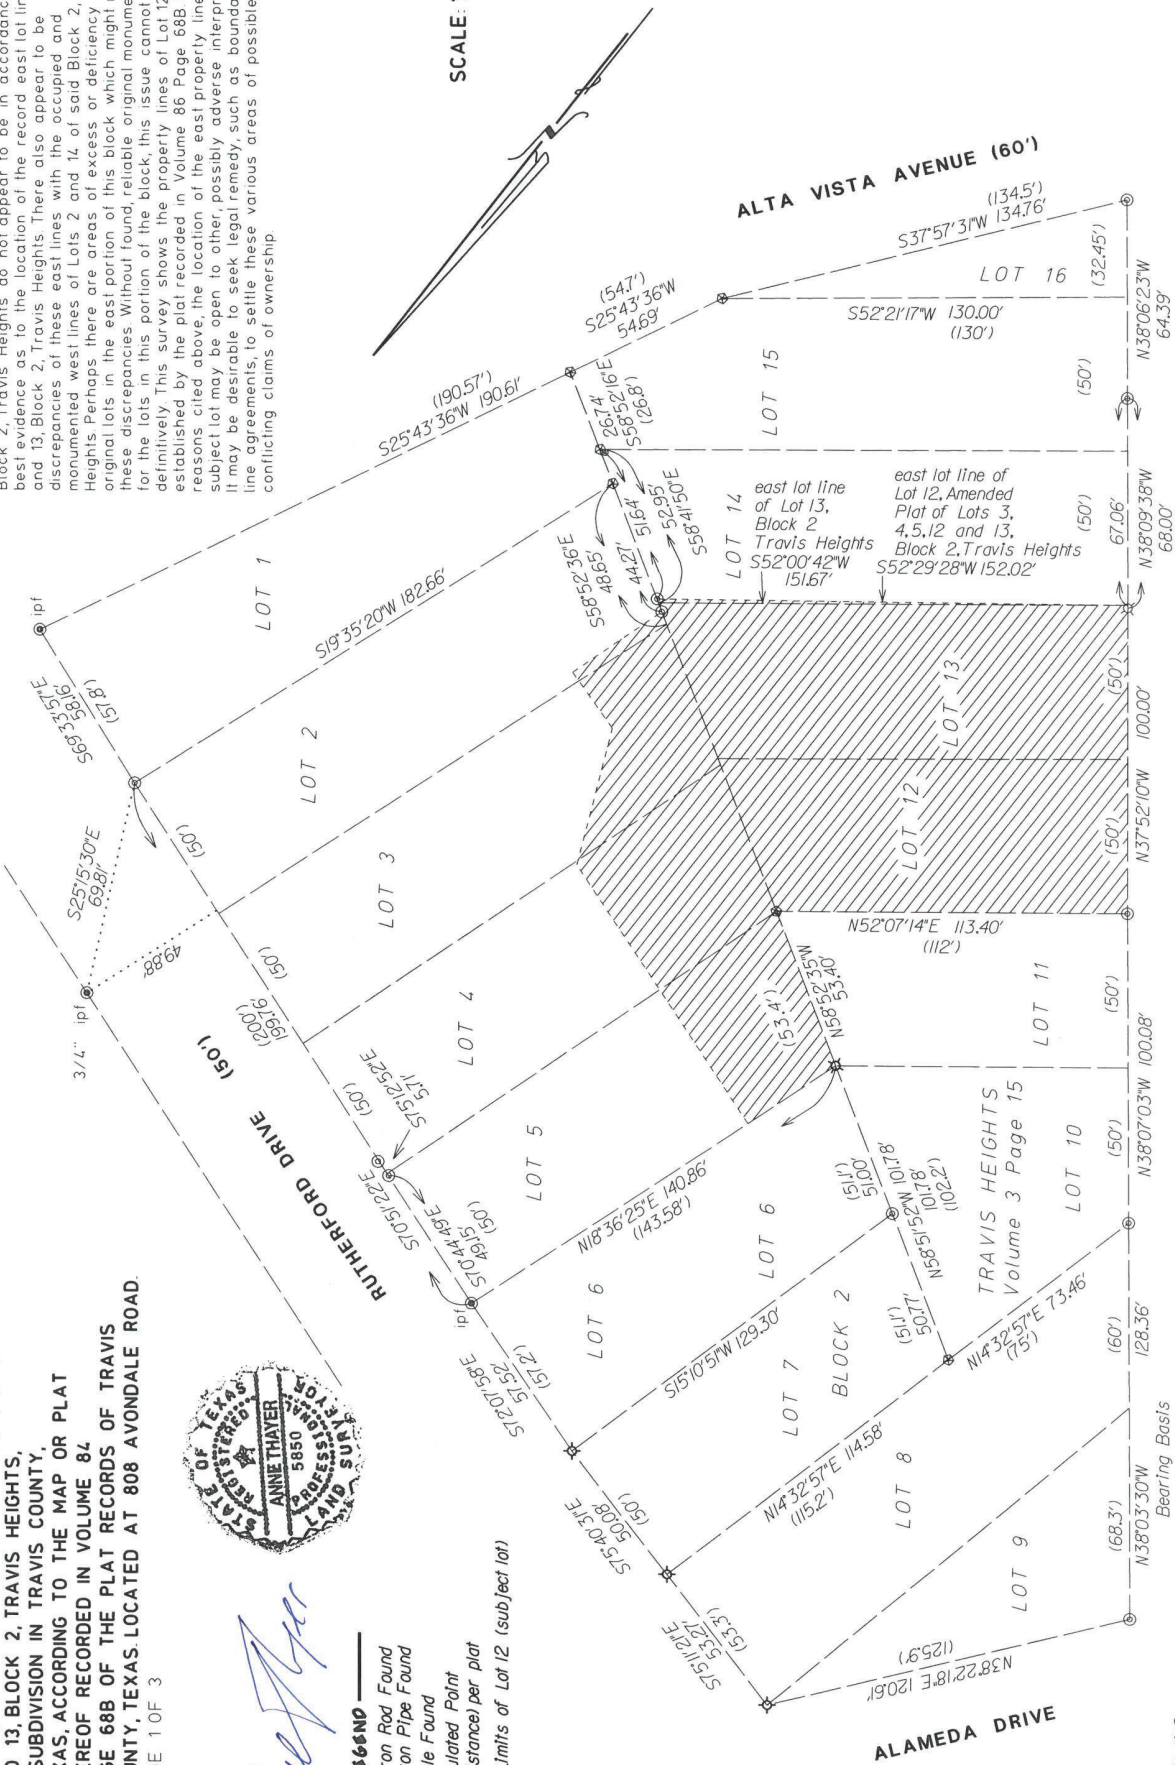 Block 2, Travis Heights do not appear to be in accordanc
best evidence as to the location of the record east lot lin
and 13, Block 2, Travis Heights. There also appear to be
discrepancies of these east lines with the occupied and
monumented west lines of Lots 2 and 14 of said Block 2,
Heights. Perhaps there are areas of excess or deficiency
original lots in the east portion of this block which might
these discrepancies. Without found, reliable original monume
for the lots in this portion of the block, this issue cannot
definitively. This survey shows the property lines of Lot 12
established by the plat recorded in Volume 86 Page 68B.
reasons cited above, the location of the east property line
subject lot may be open to other, possibly adverse interpr
It may be desirable to seek legal remedy, such as bounda
line agreements, to settle these various areas of possible
conflicting claims of ownership.
SCALE:
13, BLOCK 2, TRAVIS HEIGHTS,
SUBDIVISION IN TRAVIS COUNTY,
XAS, ACCORDING TO THE MAP OR PLAT
EREOF RECORDED IN VOLUME 84
GE 68B OF THE PLAT RECORDS OF TRAVIS
UNTY, TEXAS. LOCATED AT 808 AVONDALE ROAD.
E 1 OF 3
STATE OF TEXAS
REGISTERED
ANNE THAYER
5850
PROFESSIONAL
LAND SURVEYOR
LEGEND
on Rod Found
on Pipe Found
le Found
ulated Point
stance) per plat
imits of Lot 12 (subject lot)
ALTA VISTA AVENUE (60')
(134.5')
S37°57'31"W 134.76'
LOT 16
(32.45')
N38°06'23"W
64.39'
(54.7')
S25°43'36"W
54.69'
S52°21'17"W 130.00'
(130')
LOT 15
(50')
(190.57')
S25°43'36"W 190.61'
26.74
S58°52'16"E
(26.8')
LOT 14
(50')
67.06'
N38°09'38"W
68.00'
S58°52'36"E
48.65
44.27'
51.64'
52.95'
S58°41'50"E
east lot line
of Lot 13,
Block 2
Travis Heights
S52°00'42"W
151.67'
east lot line of
Lot 12, Amended
Plat of Lots 3,
4,5,12 and 13,
Block 2, Travis Heights
S52°29'28"W 152.02'
ipf
LOT 1
S69°33'57"E
58.16'
(57.8')
S19°35'20"W 182.66'
LOT 2
(50')
S25°15'30"E
69.81'
49.88'
3/4" ipf
LOT 3
(50')
(200')
199.76'
LOT 4
(50')
S75°12'52"E
5.71'
RUTHERFORD DRIVE (50')
S70°51'22"E
S70°44'49"E
49.15'
(50')
LOT 5
ipf
N18°36'25"E 140.86'
(143.58')
LOT 13
(50')
100.00'
N37°52'10"W
LOT 12
(50')
N52°07'14"E 113.40'
(112')
(53.4')
N58°52'35"W
53.40'
LOT 11
(50')
100.08'
N38°07'03"W
(50')
LOT 10
TRAVIS HEIGHTS
Volume 3 Page 15
(51.1')
51.00'
N58°51'52"W 101.78'
101.78'
(102.2')
(51.1')
50.77'
LOT 6
LOT 6
S72°07'58"E
57.52'
(57.2')
S15°10'51"W 129.30'
LOT 7
BLOCK 2
N14°32'57"E 73.46'
(75')
S75°40'31"E
50.08'
(50')
N14°32'57"E 114.58'
(115.2')
LOT 8
(60')
128.36'
S75°11'21"E
53.27'
(53.3')
LOT 9
(68.3')
N38°03'30"W
Bearing Basis
(125.9')
N38°22'18"E 120.61'
ALAMEDA DRIVE